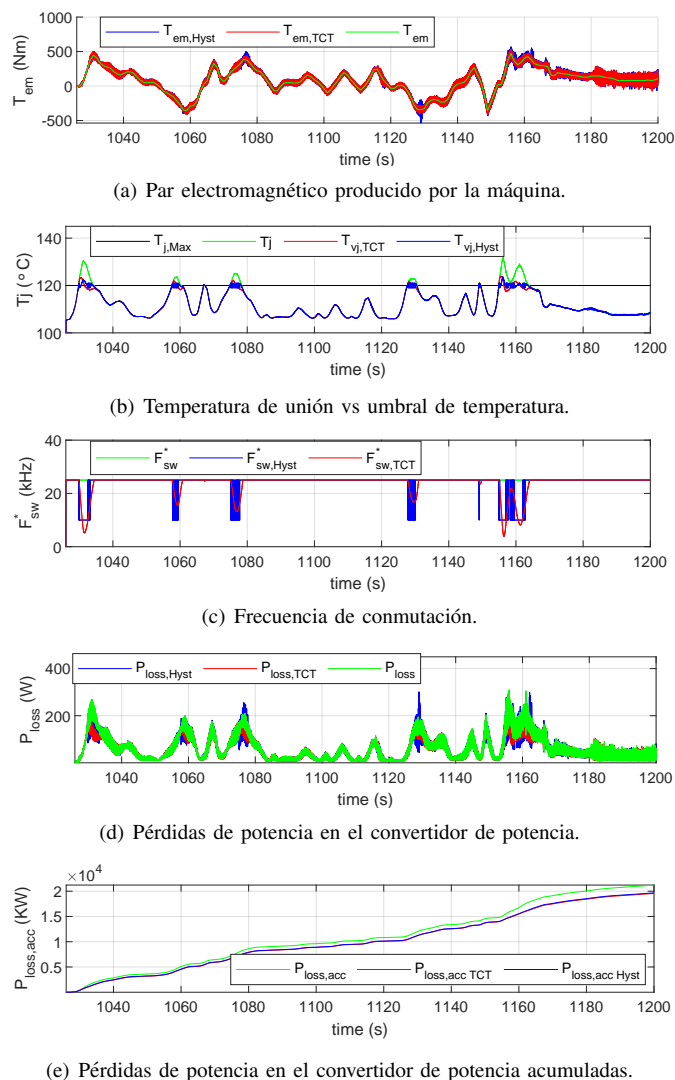 1000
500
0
-500
T_em (Nm)
T_em,Hyst T_em,TCT T_em
1040 1060 1080 1100 1120 1140 1160 1180 1200
time (s)
(a) Par electromagnético producido por la máquina.
140
120
100
Tj (° C)
T_j,Max Tj T_vj,TCT T_vj,Hyst
1040 1060 1080 1100 1120 1140 1160 1180 1200
time (s)
(b) Temperatura de unión vs umbral de temperatura.
40
20
0
F*_sw (kHz)
F*_sw F*_sw,Hyst F*_sw,TCT
1040 1060 1080 1100 1120 1140 1160 1180 1200
time (s)
(c) Frecuencia de conmutación.
400
200
P_loss (W)
P_loss,Hyst P_loss,TCT P_loss
1040 1060 1080 1100 1120 1140 1160 1180 1200
time (s)
(d) Pérdidas de potencia en el convertidor de potencia.
×10^4
2
1.5
1
0.5
P_loss,acc (KW)
P_loss,acc P_loss,acc TCT P_loss,acc Hyst
1040 1060 1080 1100 1120 1140 1160 1180 1200
time (s)
(e) Pérdidas de potencia en el convertidor de potencia acumuladas.